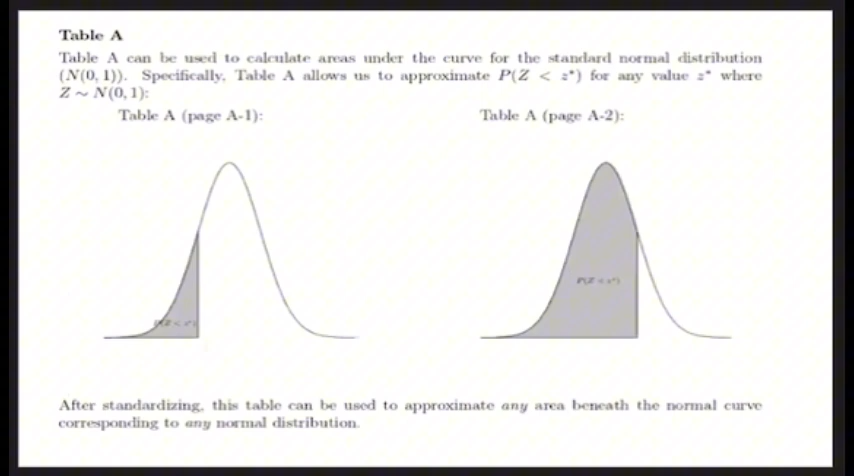 Table A
Table A can be used to calculate areas under the curve for the standard normal distribution
(N(0, 1)). Specifically, Table A allows us to approximate P(Z < z*) for any value z* where
Z ∼ N(0, 1):
Table A (page A-1):
Table A (page A-2):
P(Z < z*)
P(Z < z*)
After standardizing, this table can be used to approximate any area beneath the normal curve
corresponding to any normal distribution.